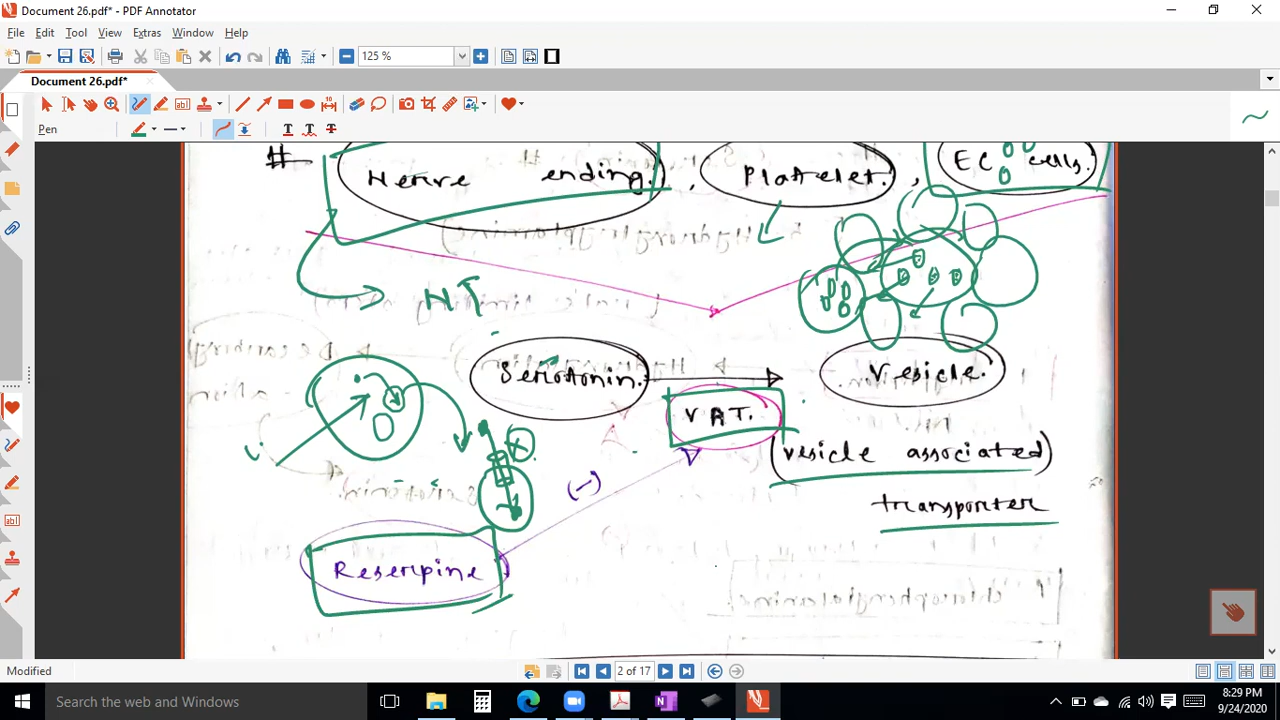 Document 26.pdf* - PDF Annotator
File Edit Tool View Extras Window Help
125 %
Document 26.pdf*
Pen
# Nerve ending. , Platelet. , EC cells.
NT
Serotonin. Vesicle.
VAT.
(vesicle associated)
transporter
(-)
Reserpine
Modified
2 of 17
Search the web and Windows
8:29 PM
9/24/2020